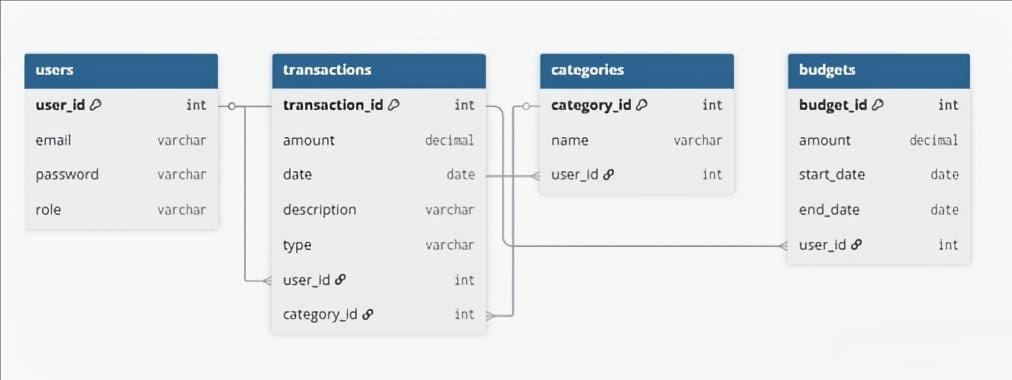 users
user_id int
email varchar
password varchar
role varchar
transactions
transaction_id int
amount decimal
date date
description varchar
type varchar
user_id int
category_id int
categories
category_id int
name varchar
user_id int
budgets
budget_id int
amount decimal
start_date date
end_date date
user_id int